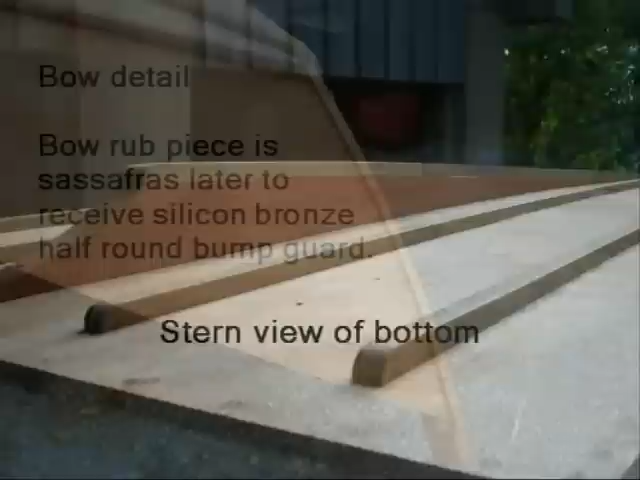 Bow detail
Bow rub piece is
sassafras later to
receive silicon bronze
half round bump guard.
Stern view of bottom